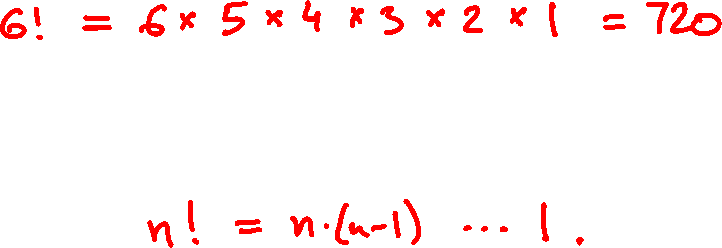 6! = 6 × 5 × 4 × 3 × 2 × 1 = 720
n! = n·(n-1) ... 1.